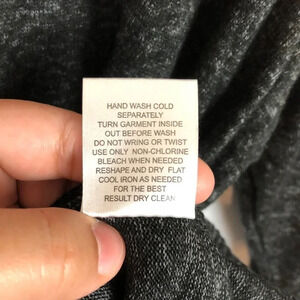 HAND WASH COLD
SEPARATELY
TURN GARMENT INSIDE
OUT BEFORE WASH
DO NOT WRING OR TWIST
USE ONLY NON-CHLORINE
BLEACH WHEN NEEDED
RESHAPE AND DRY FLAT
COOL IRON AS NEEDED
FOR THE BEST
RESULT DRY CLEAN